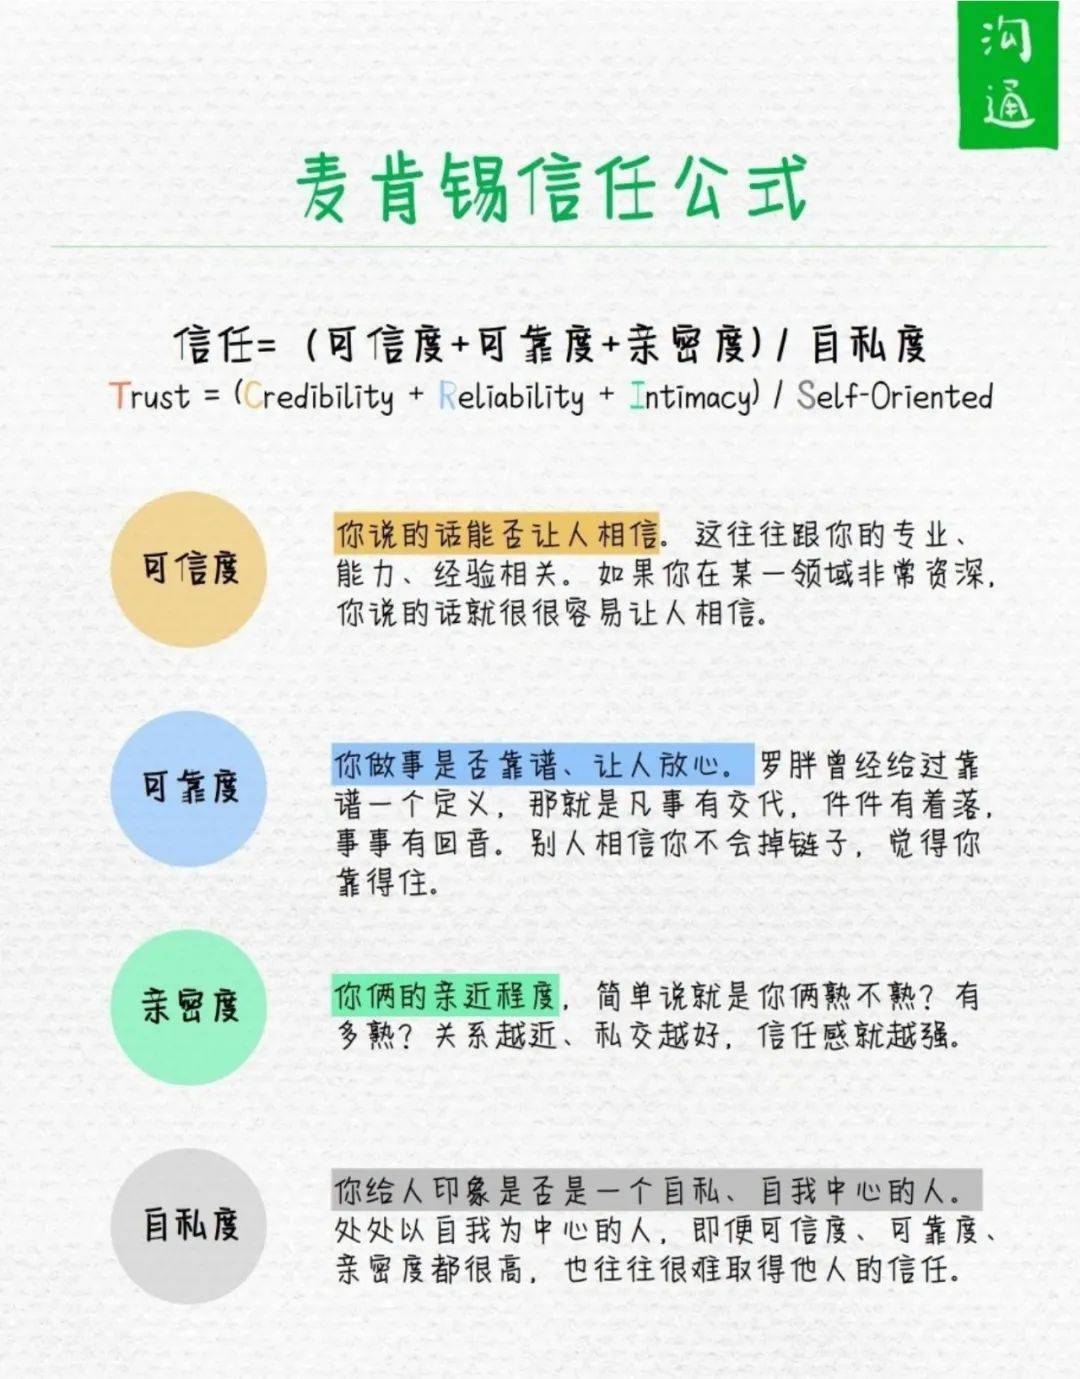 沟通
麦肯锡信任公式
信任=（可信度+可靠度+亲密度）/ 自私度
Trust = (Credibility + Reliability + Intimacy) / Self-Oriented
可信度
你说的话能否让人相信。这往往跟你的专业、
能力、经验相关。如果你在某一领域非常资深，
你说的话就很很容易让人相信。
可靠度
你做事是否靠谱、让人放心。罗胖曾经给过靠
谱一个定义，那就是凡事有交代，件件有着落，
事事有回音。别人相信你不会掉链子，觉得你
靠得住。
亲密度
你俩的亲近程度，简单说就是你俩熟不熟？有
多熟？关系越近、私交越好，信任感就越强。
自私度
你给人印象是否是一个自私、自我中心的人。
处处以自我为中心的人，即便可信度、可靠度、
亲密度都很高，也往往很难取得他人的信任。